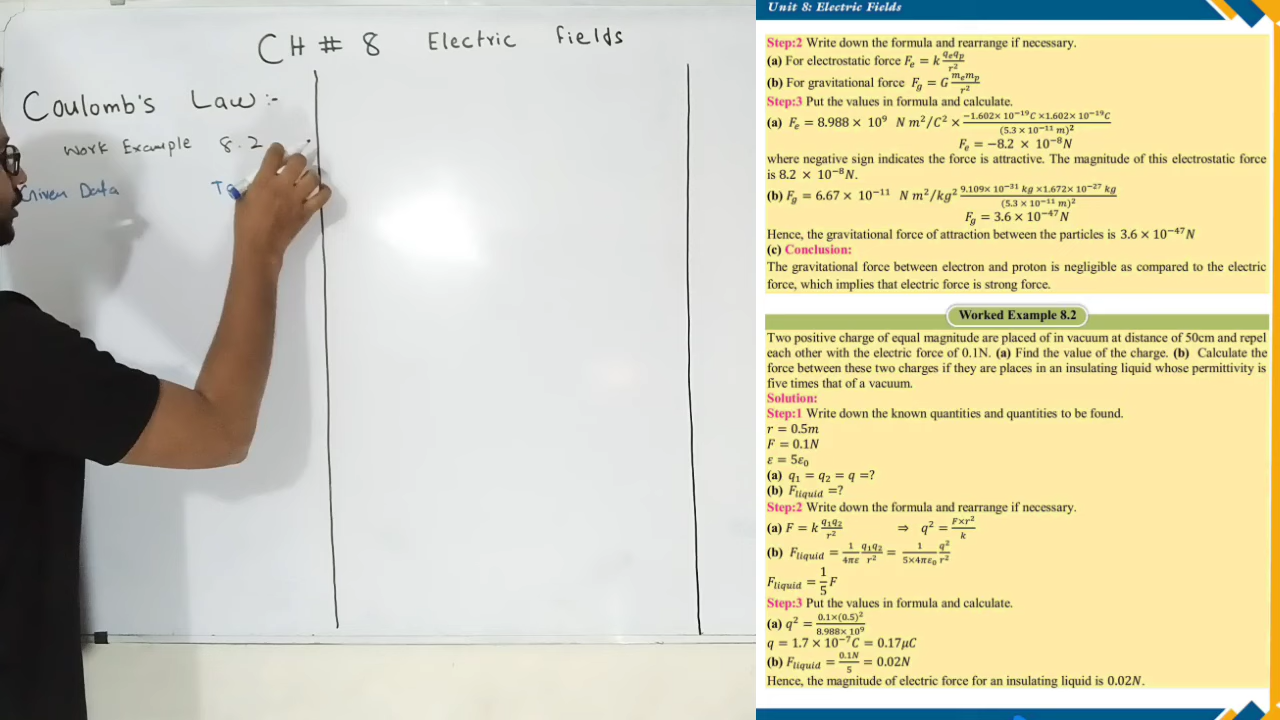 CH # 8 Electric fields
Coulomb's Law :-
Work Example 8.2
Given Data
Unit 8: Electric Fields
Step:2 Write down the formula and rearrange if necessary.
(a) For electrostatic force Fₑ = k qₑqₚ/r²
(b) For gravitational force F_g = G mₑmₚ/r²
Step:3 Put the values in formula and calculate.
(a) Fₑ = 8.988 × 10⁹ N m²/C² × −1.602× 10⁻¹⁹C ×1.602× 10⁻¹⁹C/(5.3 × 10⁻¹¹ m)²
Fₑ = −8.2 × 10⁻⁸N
where negative sign indicates the force is attractive. The magnitude of this electrostatic force
is 8.2 × 10⁻⁸N.
(b) F_g = 6.67 × 10⁻¹¹ N m²/kg² 9.109× 10⁻³¹ kg ×1.672× 10⁻²⁷ kg/(5.3 × 10⁻¹¹ m)²
F_g = 3.6 × 10⁻⁴⁷N
Hence, the gravitational force of attraction between the particles is 3.6 × 10⁻⁴⁷N
(c) Conclusion:
The gravitational force between electron and proton is negligible as compared to the electric
force, which implies that electric force is strong force.
Worked Example 8.2
Two positive charge of equal magnitude are placed of in vacuum at distance of 50cm and repel
each other with the electric force of 0.1N. (a) Find the value of the charge. (b) Calculate the
force between these two charges if they are places in an insulating liquid whose permittivity is
five times that of a vacuum.
Solution:
Step:1 Write down the known quantities and quantities to be found.
r = 0.5m
F = 0.1N
ε = 5ε₀
(a) q₁ = q₂ = q =?
(b) F_liquid =?
Step:2 Write down the formula and rearrange if necessary.
(a) F = k q₁q₂/r² ⇒ q² = F×r²/k
(b) F_liquid = 1/4πε q₁q₂/r² = 1/5×4πε₀ q²/r²
F_liquid = 1/5 F
Step:3 Put the values in formula and calculate.
(a) q² = 0.1×(0.5)²/8.988× 10⁹
q = 1.7 × 10⁻⁷C = 0.17μC
(b) F_liquid = 0.1N/5 = 0.02N
Hence, the magnitude of electric force for an insulating liquid is 0.02N.